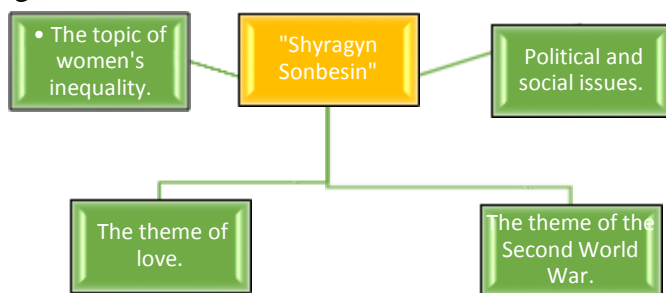 • The topic of
women's
inequality.
"Shyragyn
Sonbesin"
Political and
social issues.
The theme of
love.
The theme of the
Second World
War.